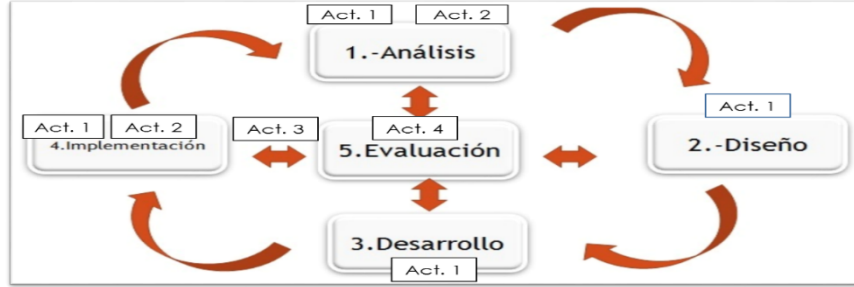 Act. 1 Act. 2
1.-Análisis
Act. 1
2.-Diseño
Act. 1 Act. 2 Act. 3 Act. 4
4.Implementación
5.Evaluación
3.Desarrollo
Act. 1